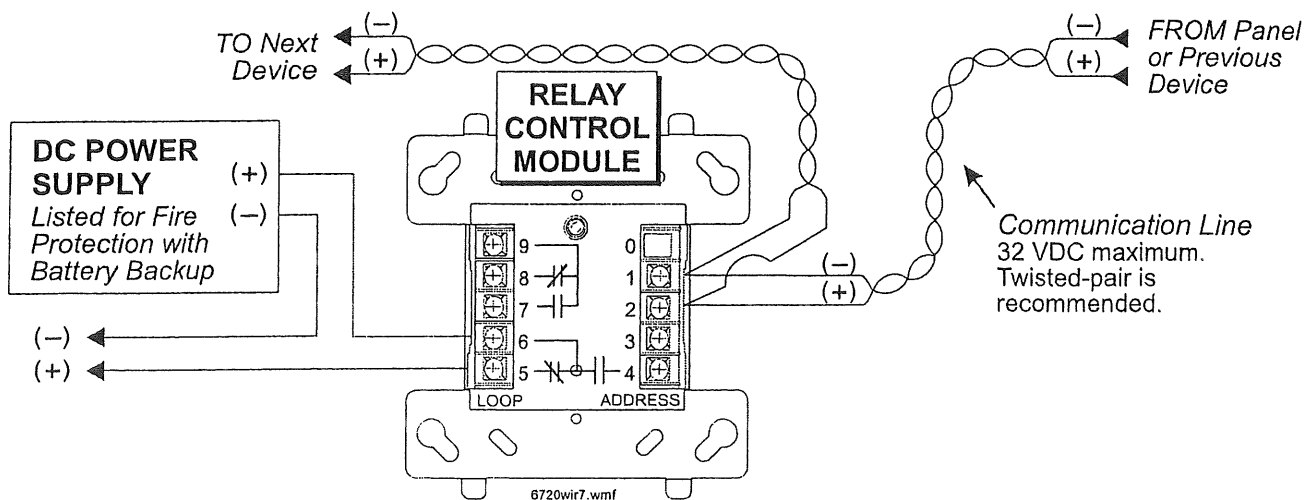 TO Next
Device
(−)
(+)
(−)
(+)
FROM Panel
or Previous
Device
RELAY
CONTROL
MODULE
DC POWER
SUPPLY
Listed for Fire
Protection with
Battery Backup
(+)
(−)
Communication Line
32 VDC maximum.
Twisted-pair is
recommended.
9
8
7
6
5
0
1
2
3
4
(−)
(+)
(−)
(+)
LOOP
ADDRESS
6720wir7.wmf